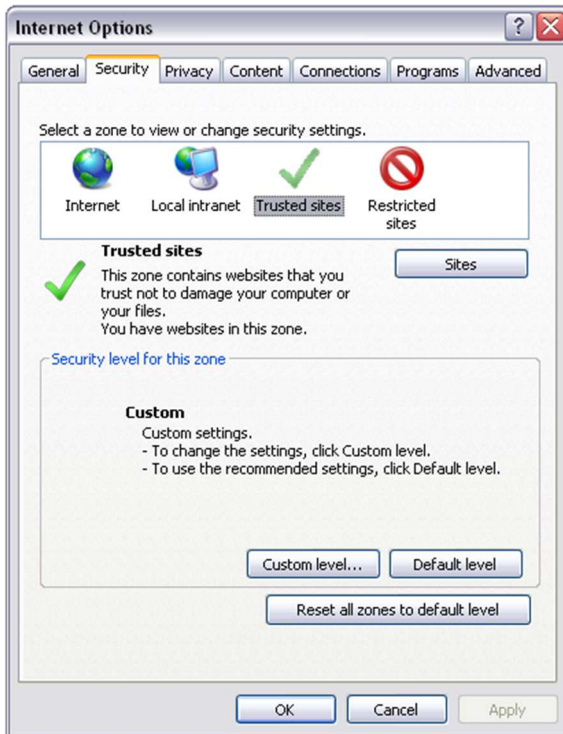 Internet Options
General Security Privacy Content Connections Programs Advanced
Select a zone to view or change security settings.
Internet Local intranet Trusted sites Restricted sites
Trusted sites
Sites
This zone contains websites that you
trust not to damage your computer or
your files.
You have websites in this zone.
Security level for this zone
Custom
Custom settings.
- To change the settings, click Custom level.
- To use the recommended settings, click Default level.
Custom level... Default level
Reset all zones to default level
OK Cancel Apply